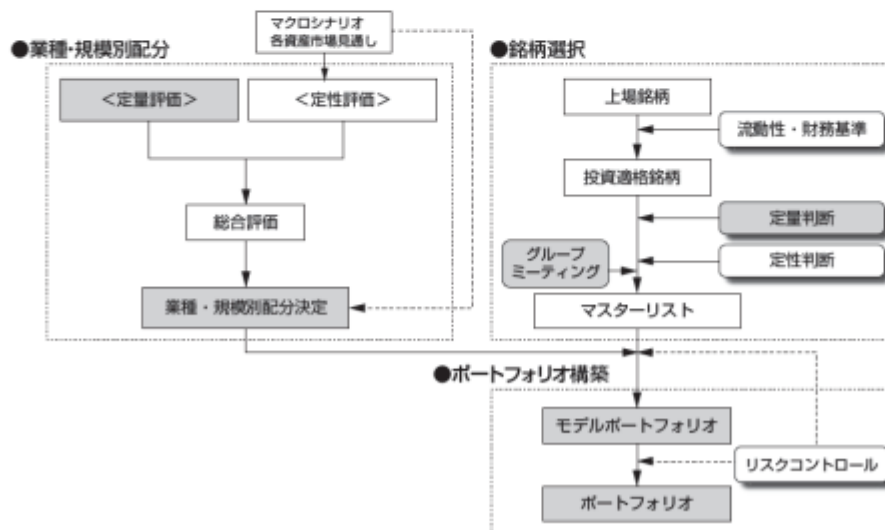 マクロシナリオ
各資産市場見通し
●業種・規模別配分
＜定量評価＞
＜定性評価＞
総合評価
業種・規模別配分決定
●銘柄選択
上場銘柄
流動性・財務基準
投資適格銘柄
定量判断
グループ
ミーティング
定性判断
マスターリスト
●ポートフォリオ構築
モデルポートフォリオ
リスクコントロール
ポートフォリオ